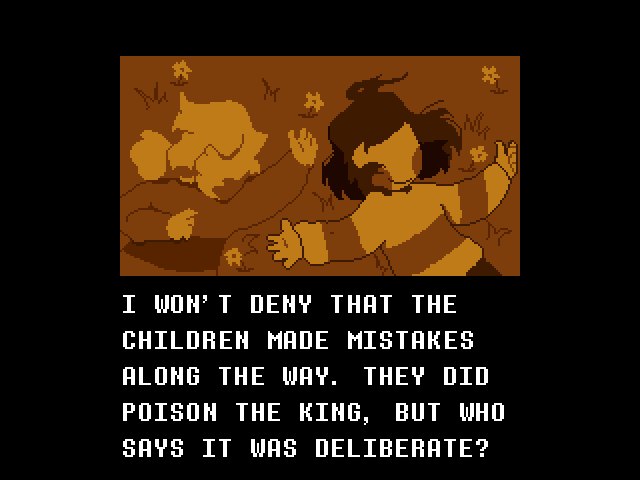 I WON'T DENY THAT THE
CHILDREN MADE MISTAKES
ALONG THE WAY. THEY DID
POISON THE KING, BUT WHO
SAYS IT WAS DELIBERATE?